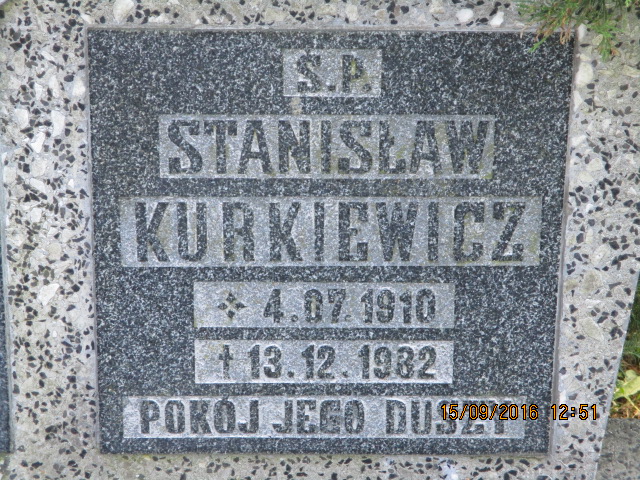 Ś.P.
STANISŁAW
KURKIEWICZ
✦ 4.07.1910
† 13.12.1982
POKÓJ JEGO DUSZY
15/09/2016 12:51